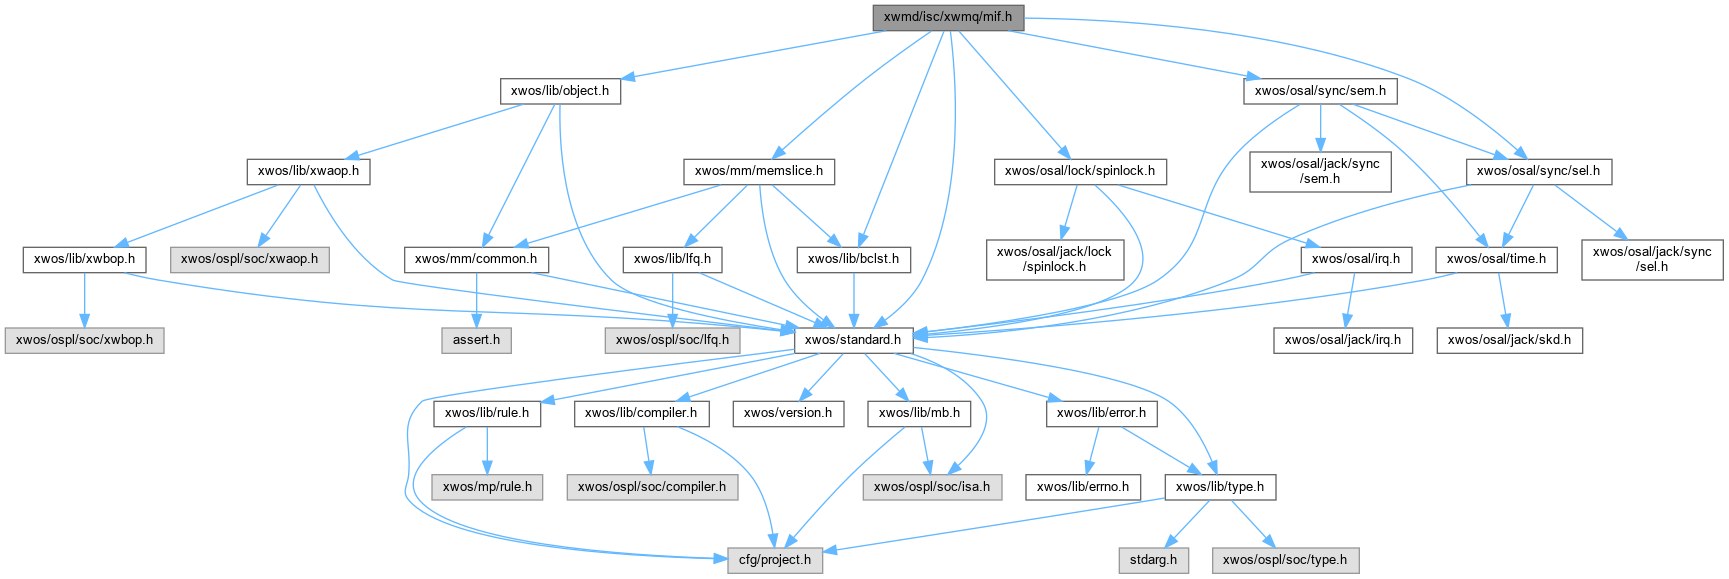 xwmd/isc/xwmq/mif.h
xwos/lib/object.h
xwos/osal/sync/sem.h
xwos/lib/xwaop.h
xwos/mm/memslice.h
xwos/osal/lock/spinlock.h
xwos/osal/jack/sync
/sem.h
xwos/osal/sync/sel.h
xwos/lib/xwbop.h
xwos/ospl/soc/xwaop.h
xwos/mm/common.h
xwos/lib/lfq.h
xwos/lib/bclst.h
xwos/osal/jack/lock
/spinlock.h
xwos/osal/irq.h
xwos/osal/time.h
xwos/osal/jack/sync
/sel.h
xwos/ospl/soc/xwbop.h
assert.h
xwos/ospl/soc/lfq.h
xwos/standard.h
xwos/osal/jack/irq.h
xwos/osal/jack/skd.h
xwos/lib/rule.h
xwos/lib/compiler.h
xwos/version.h
xwos/lib/mb.h
xwos/lib/error.h
xwos/mp/rule.h
xwos/ospl/soc/compiler.h
xwos/ospl/soc/isa.h
xwos/lib/errno.h
xwos/lib/type.h
cfg/project.h
stdarg.h
xwos/ospl/soc/type.h